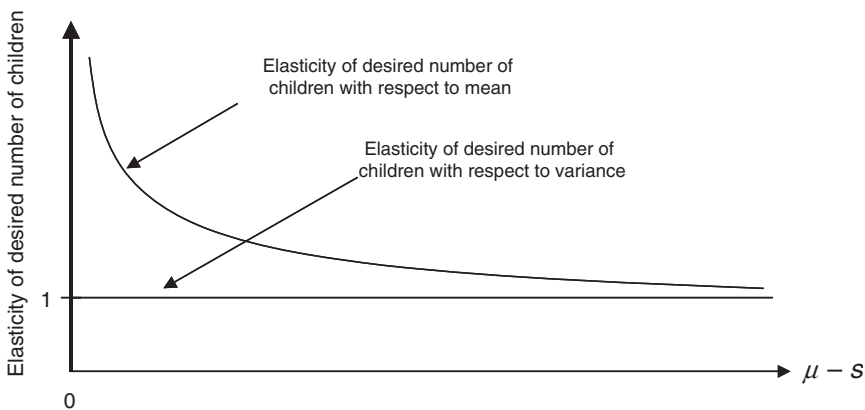 Elasticity of desired number of children
Elasticity of desired number of
children with respect to mean
Elasticity of desired number of
children with respect to variance
1
0
μ – s